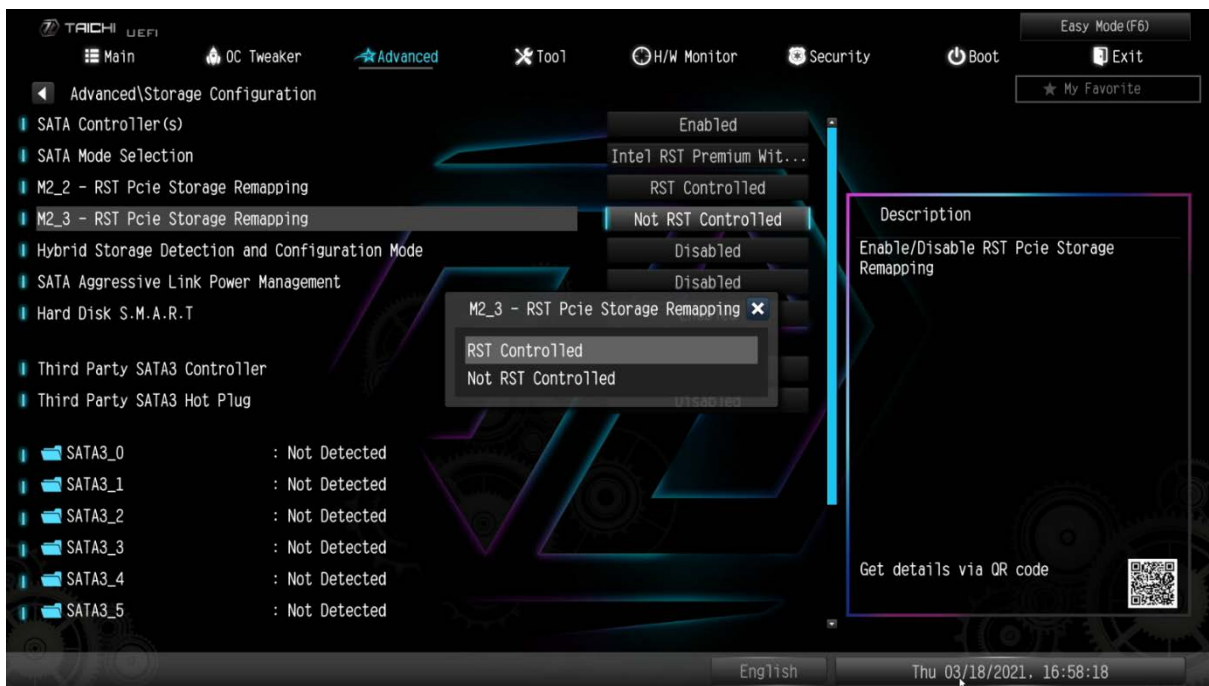 TAICHI UEFI
Easy Mode(F6)
Main
OC Tweaker
Advanced
Tool
H/W Monitor
Security
Boot
Exit
Advanced\Storage Configuration
My Favorite
SATA Controller(s) Enabled
SATA Mode Selection Intel RST Premium Wit...
M2_2 - RST Pcie Storage Remapping RST Controlled
M2_3 - RST Pcie Storage Remapping Not RST Controlled
Hybrid Storage Detection and Configuration Mode Disabled
SATA Aggressive Link Power Management Disabled
Hard Disk S.M.A.R.T
Third Party SATA3 Controller
Third Party SATA3 Hot Plug Disabled
M2_3 - RST Pcie Storage Remapping
RST Controlled
Not RST Controlled
SATA3_0 : Not Detected
SATA3_1 : Not Detected
SATA3_2 : Not Detected
SATA3_3 : Not Detected
SATA3_4 : Not Detected
SATA3_5 : Not Detected
Description
Enable/Disable RST Pcie Storage
Remapping
Get details via QR code
English
Thu 03/18/2021, 16:58:18